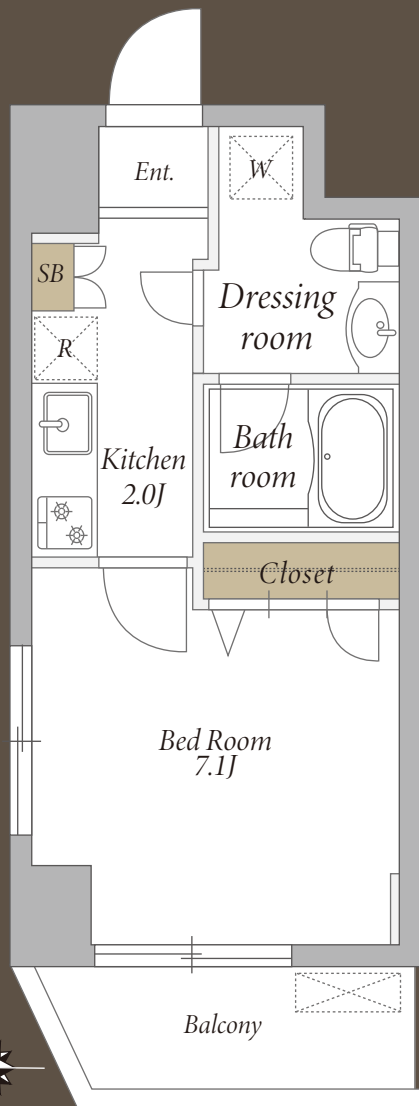 Ent.
W
SB
Dressing
room
R
Kitchen
2.0J
Bath
room
Closet
Bed Room
7.1J
Balcony